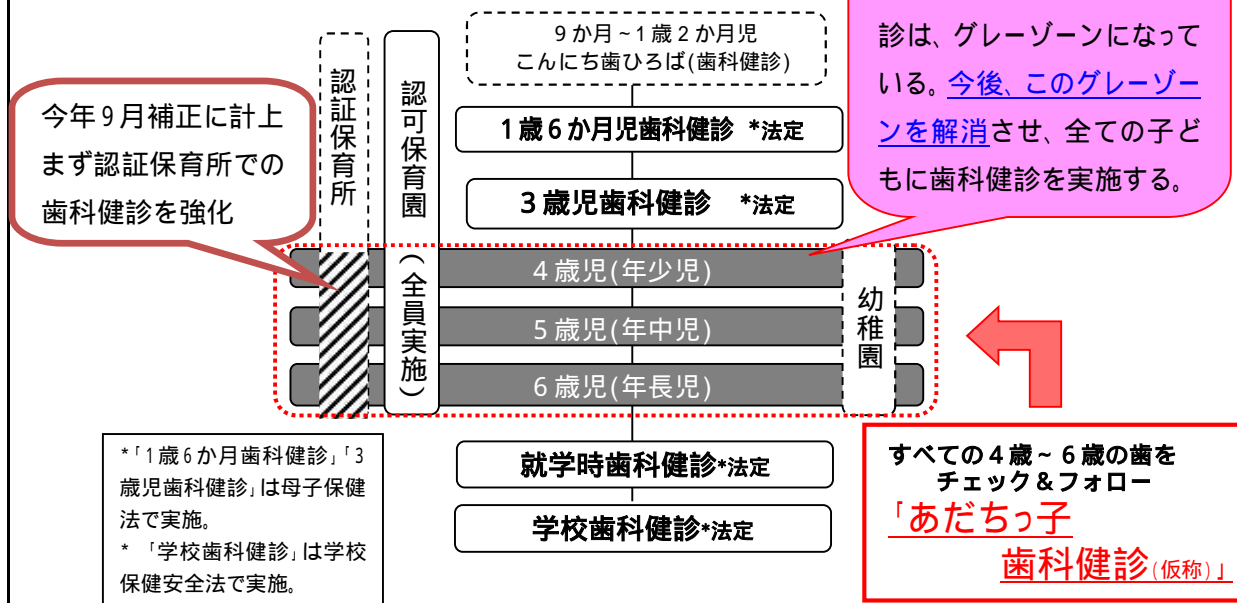 9か月~1歳2か月児
こんにち歯ひろば(歯科健診)
認証保育所
認可保育園
(全員実施)
今年9月補正に計上
まず認証保育所での
歯科健診を強化
1歳6か月児歯科健診 *法定
3歳児歯科健診 *法定
診は、グレーゾーンになって
いる。今後、このグレーゾー
ンを解消させ、全ての子ど
もに歯科健診を実施する。
4歳児(年少児)
5歳児(年中児)
6歳児(年長児)
幼稚園
就学時歯科健診*法定
学校歯科健診*法定
*「1歳6か月歯科健診」「3
歳児歯科健診」は母子保健
法で実施。
* 「学校歯科健診」は学校
保健安全法で実施。
すべての4歳~6歳の歯を
チェック&フォロー
「あだちっ子
歯科健診(仮称)」